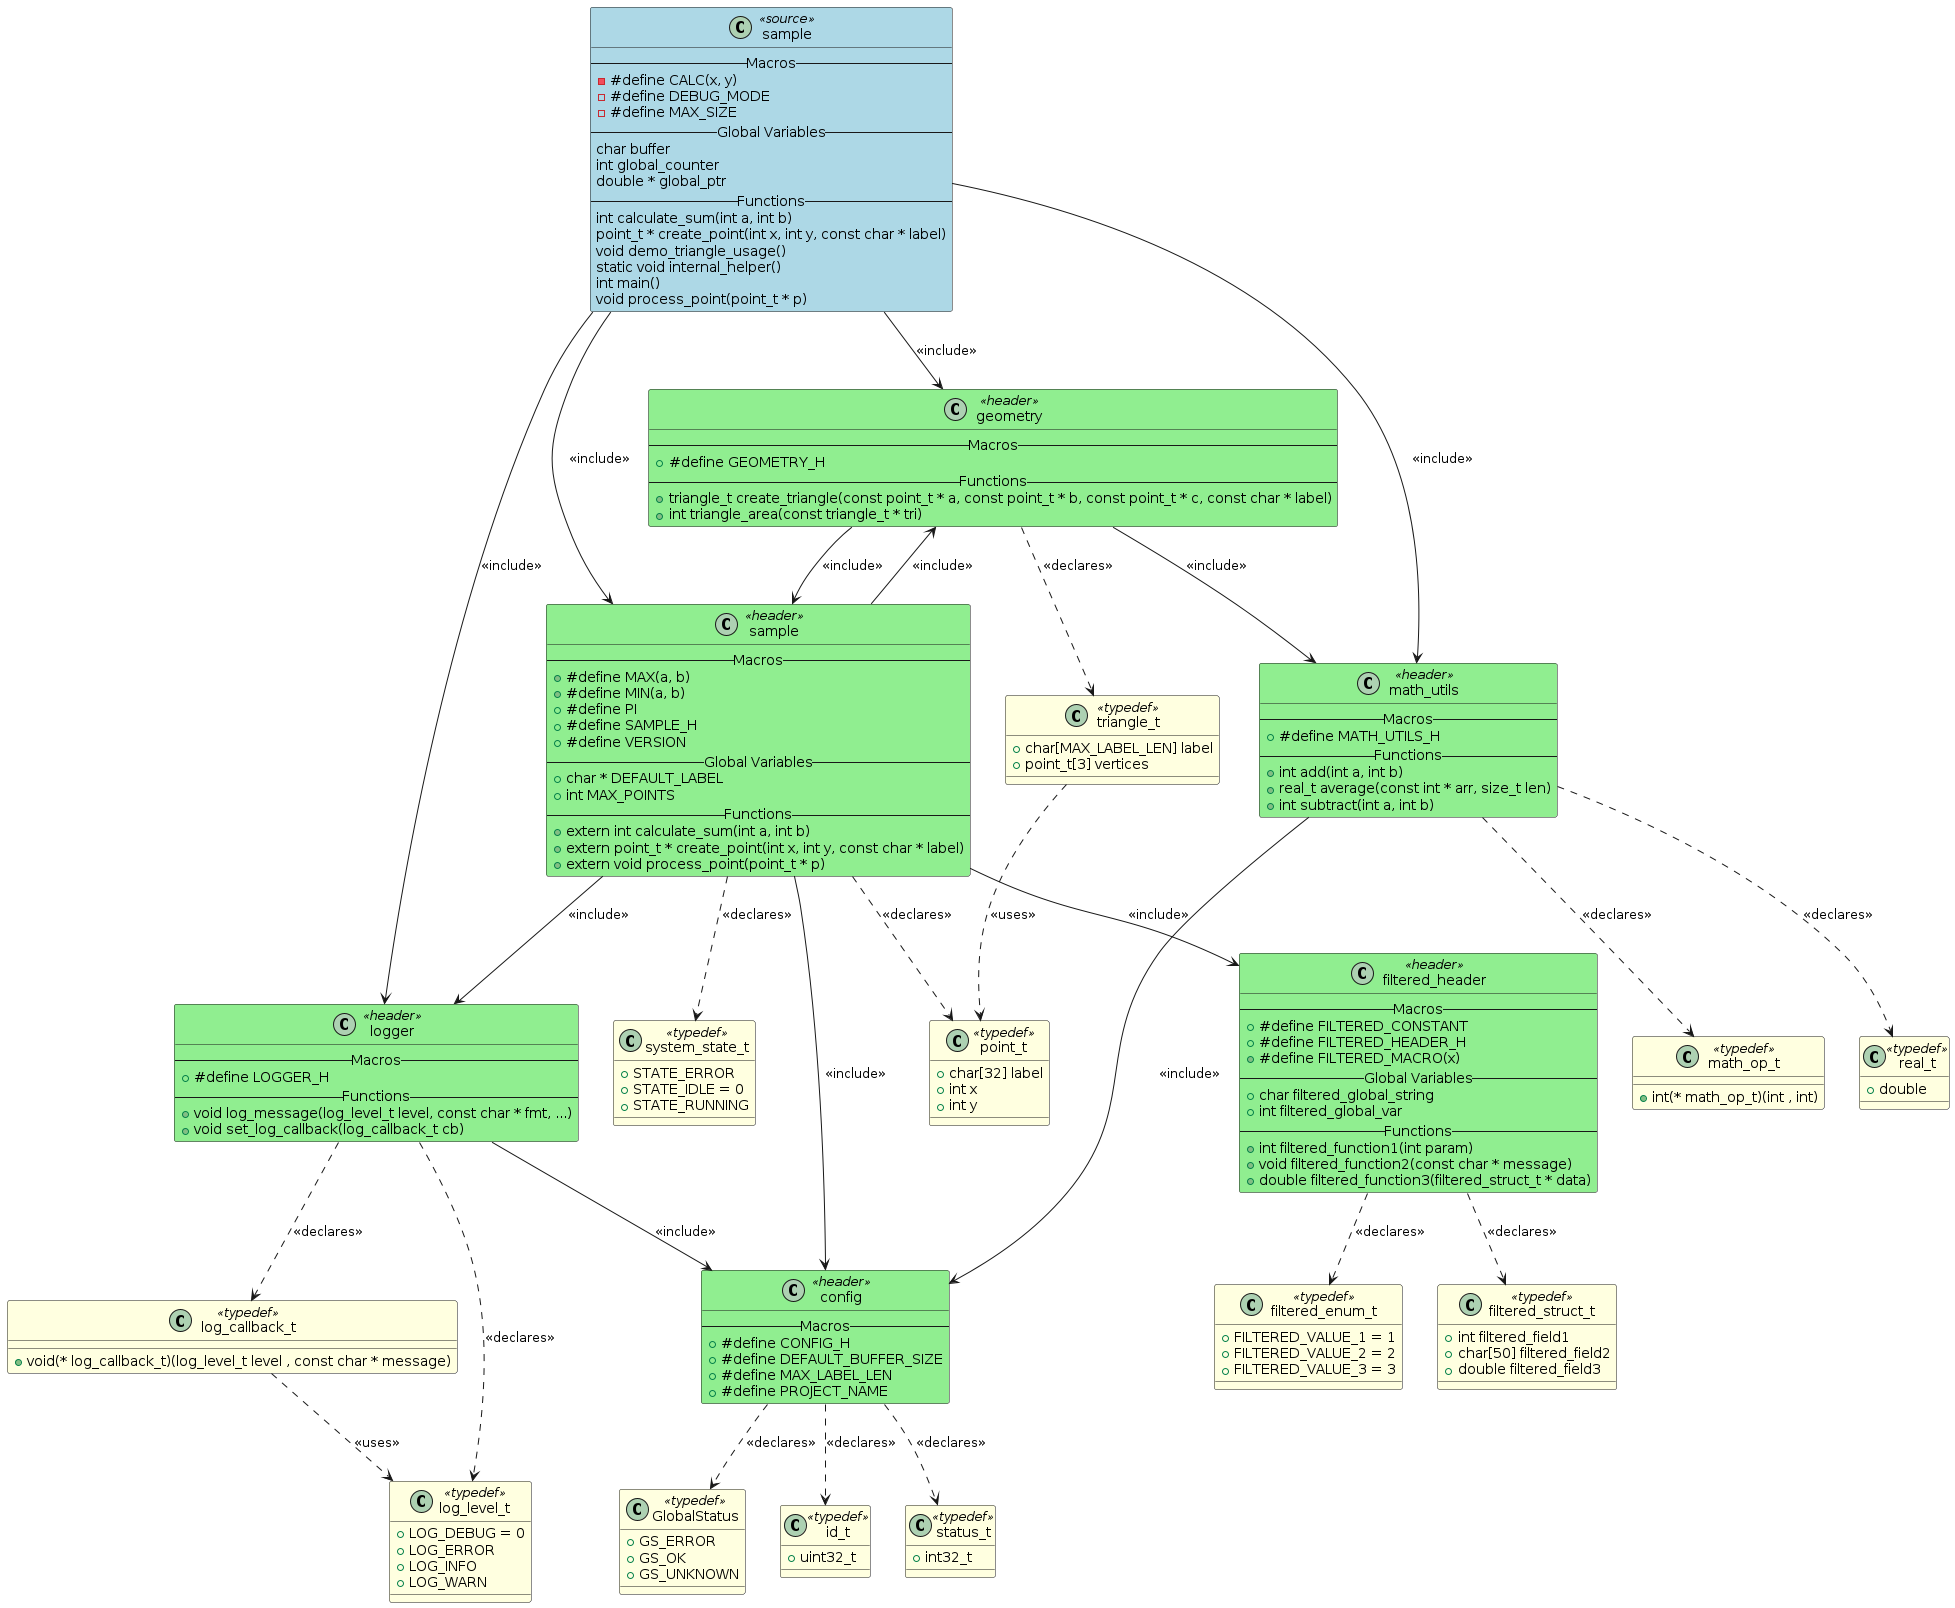 C
«source»
sample
Macros
#define CALC(x, y)
#define DEBUG_MODE
#define MAX_SIZE
Global Variables
char buffer
int global_counter
double * global_ptr
Functions
int calculate_sum(int a, int b)
point_t * create_point(int x, int y, const char * label)
void demo_triangle_usage()
static void internal_helper()
int main()
void process_point(point_t * p)
«include»
C
«header»
geometry
Macros
#define GEOMETRY_H
Functions
triangle_t create_triangle(const point_t * a, const point_t * b, const point_t * c, const char * label)
int triangle_area(const triangle_t * tri)
«include»
«include»
«include»
«include»
«include»
«declares»
«include»
C
«header»
sample
Macros
#define MAX(a, b)
#define MIN(a, b)
#define PI
#define SAMPLE_H
#define VERSION
Global Variables
char * DEFAULT_LABEL
int MAX_POINTS
Functions
extern int calculate_sum(int a, int b)
extern point_t * create_point(int x, int y, const char * label)
extern void process_point(point_t * p)
C
«typedef»
triangle_t
char[MAX_LABEL_LEN] label
point_t[3] vertices
C
«header»
math_utils
Macros
#define MATH_UTILS_H
Functions
int add(int a, int b)
real_t average(const int * arr, size_t len)
int subtract(int a, int b)
«include»
«declares»
«declares»
«uses»
«include»
«declares»
«declares»
C
«header»
logger
Macros
#define LOGGER_H
Functions
void log_message(log_level_t level, const char * fmt, ...)
void set_log_callback(log_callback_t cb)
C
«typedef»
system_state_t
STATE_ERROR
STATE_IDLE = 0
STATE_RUNNING
«include»
C
«typedef»
point_t
char[32] label
int x
int y
«include»
C
«header»
filtered_header
Macros
#define FILTERED_CONSTANT
#define FILTERED_HEADER_H
#define FILTERED_MACRO(x)
Global Variables
char filtered_global_string
int filtered_global_var
Functions
int filtered_function1(int param)
void filtered_function2(const char * message)
double filtered_function3(filtered_struct_t * data)
C
«typedef»
math_op_t
int(* math_op_t)(int , int)
C
«typedef»
real_t
double
«declares»
«include»
«declares»
«declares»
C
«typedef»
log_callback_t
void(* log_callback_t)(log_level_t level , const char * message)
«declares»
C
«header»
config
Macros
#define CONFIG_H
#define DEFAULT_BUFFER_SIZE
#define MAX_LABEL_LEN
#define PROJECT_NAME
C
«typedef»
filtered_enum_t
FILTERED_VALUE_1 = 1
FILTERED_VALUE_2 = 2
FILTERED_VALUE_3 = 3
C
«typedef»
filtered_struct_t
int filtered_field1
char[50] filtered_field2
double filtered_field3
«uses»
«declares»
«declares»
«declares»
C
«typedef»
log_level_t
LOG_DEBUG = 0
LOG_ERROR
LOG_INFO
LOG_WARN
C
«typedef»
GlobalStatus
GS_ERROR
GS_OK
GS_UNKNOWN
C
«typedef»
id_t
uint32_t
C
«typedef»
status_t
int32_t